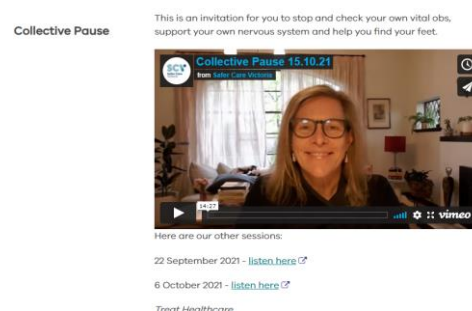 Collective Pause
This is an invitation for you to stop and check your own vital obs,
support your own nervous system and help you find your feet.
SCV
Collective Pause 15.10.21
from Safer Care Victoria
14:27
vimeo
Here are our other sessions:
22 September 2021 - listen here
6 October 2021 - listen here
Treat Healthcare